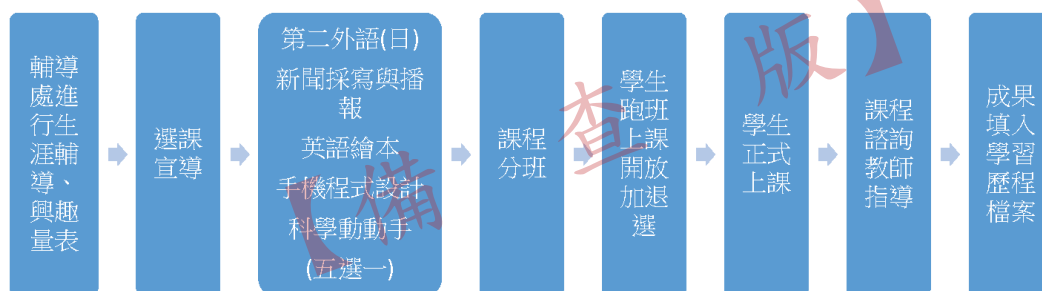 輔導
處進
行生
涯輔
導、
興趣
量表
選課
宣導
第二外語(日)
新聞採寫與播
報
英語繪本
手機程式設計
科學動動手
(五選一)
課程
分班
學生
跑班
上課
開放
加退
選
學生
正式
上課
課程
諮詢
教師
指導
成果
填入
學習
歷程
檔案
【備查版】